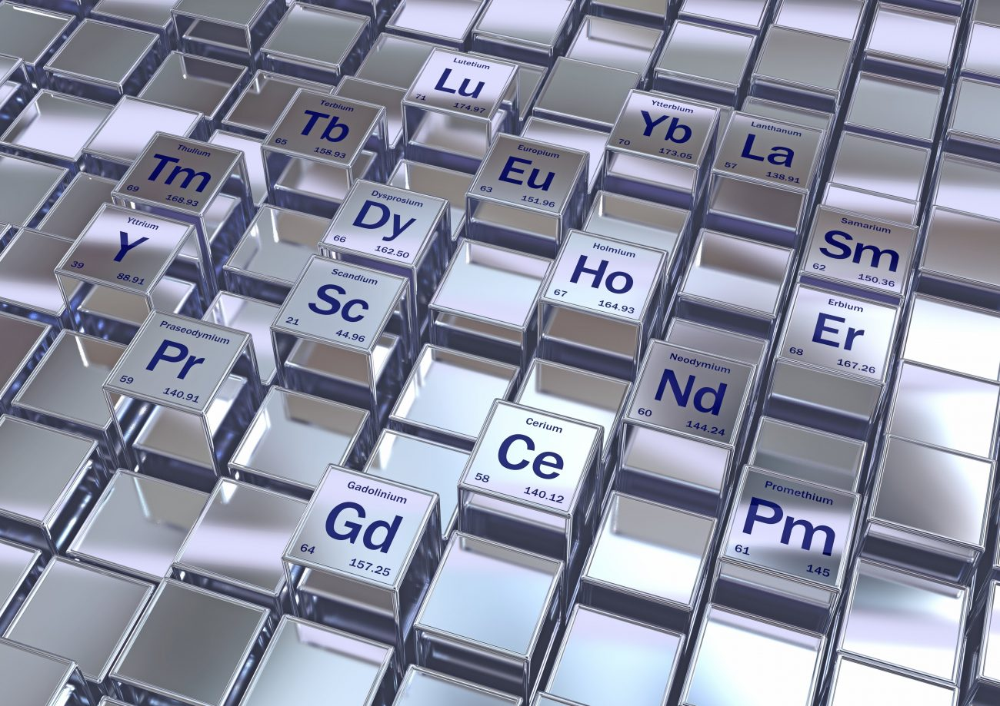 Lutetium
Lu
71 174.97
Terbium
Tb
65 158.93
Ytterbium
Yb
70 173.05
Lanthanum
La
57 138.91
Thulium
Tm
69 168.93
Europium
Eu
63 151.96
Dysprosium
Dy
66 162.50
Yttrium
Y
39 88.91
Samarium
Sm
62 150.36
Holmium
Ho
67 164.93
Scandium
Sc
21 44.96
Erbium
Er
68 167.26
Praseodymium
Pr
59 140.91
Neodymium
Nd
60 144.24
Cerium
Ce
58 140.12
Gadolinium
Gd
64 157.25
Promethium
Pm
61 145